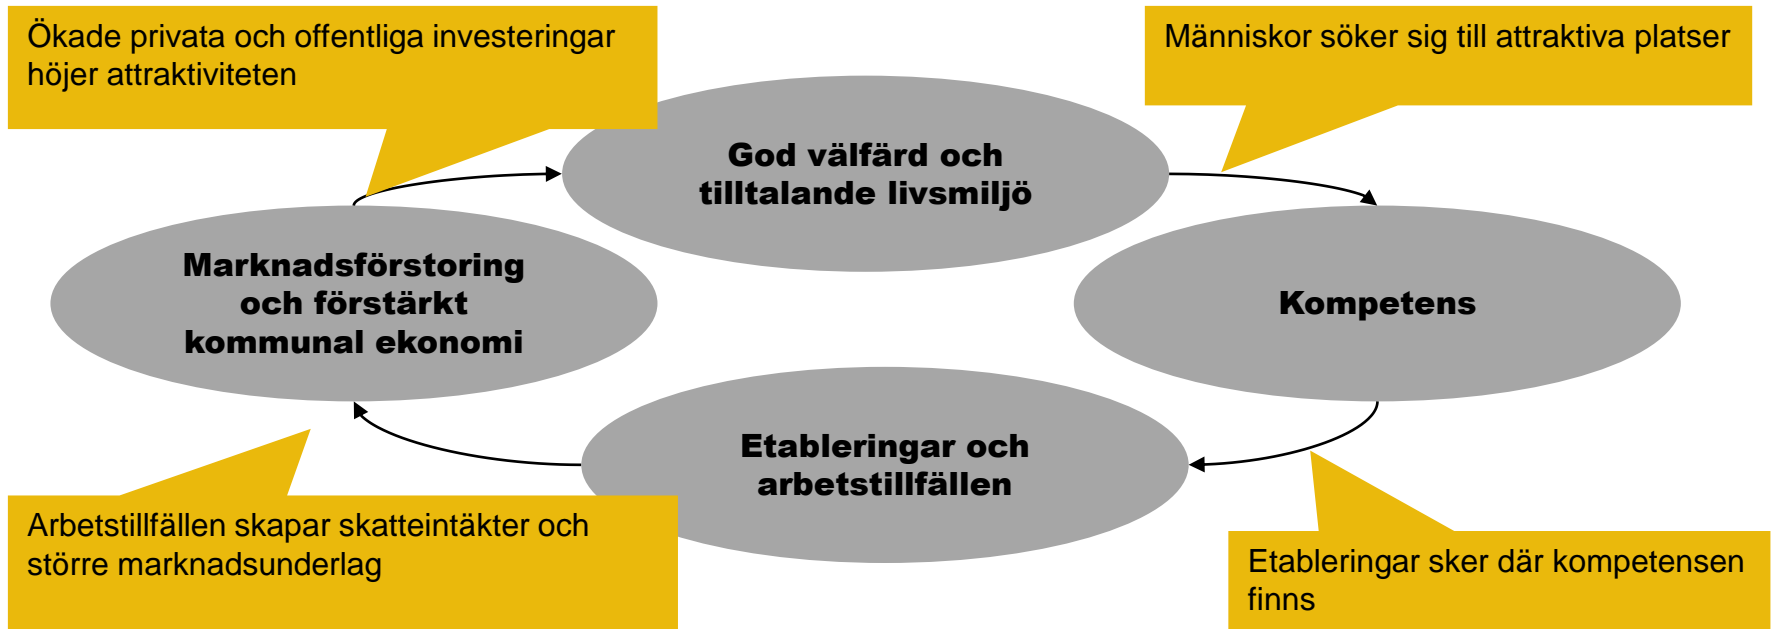 Ökade privata och offentliga investeringar
höjer attraktiviteten
Människor söker sig till attraktiva platser
God välfärd och
tilltalande livsmiljö
Marknadsförstoring
och förstärkt
kommunal ekonomi
Kompetens
Etableringar och
arbetstillfällen
Arbetstillfällen skapar skatteintäkter och
större marknadsunderlag
Etableringar sker där kompetensen
finns